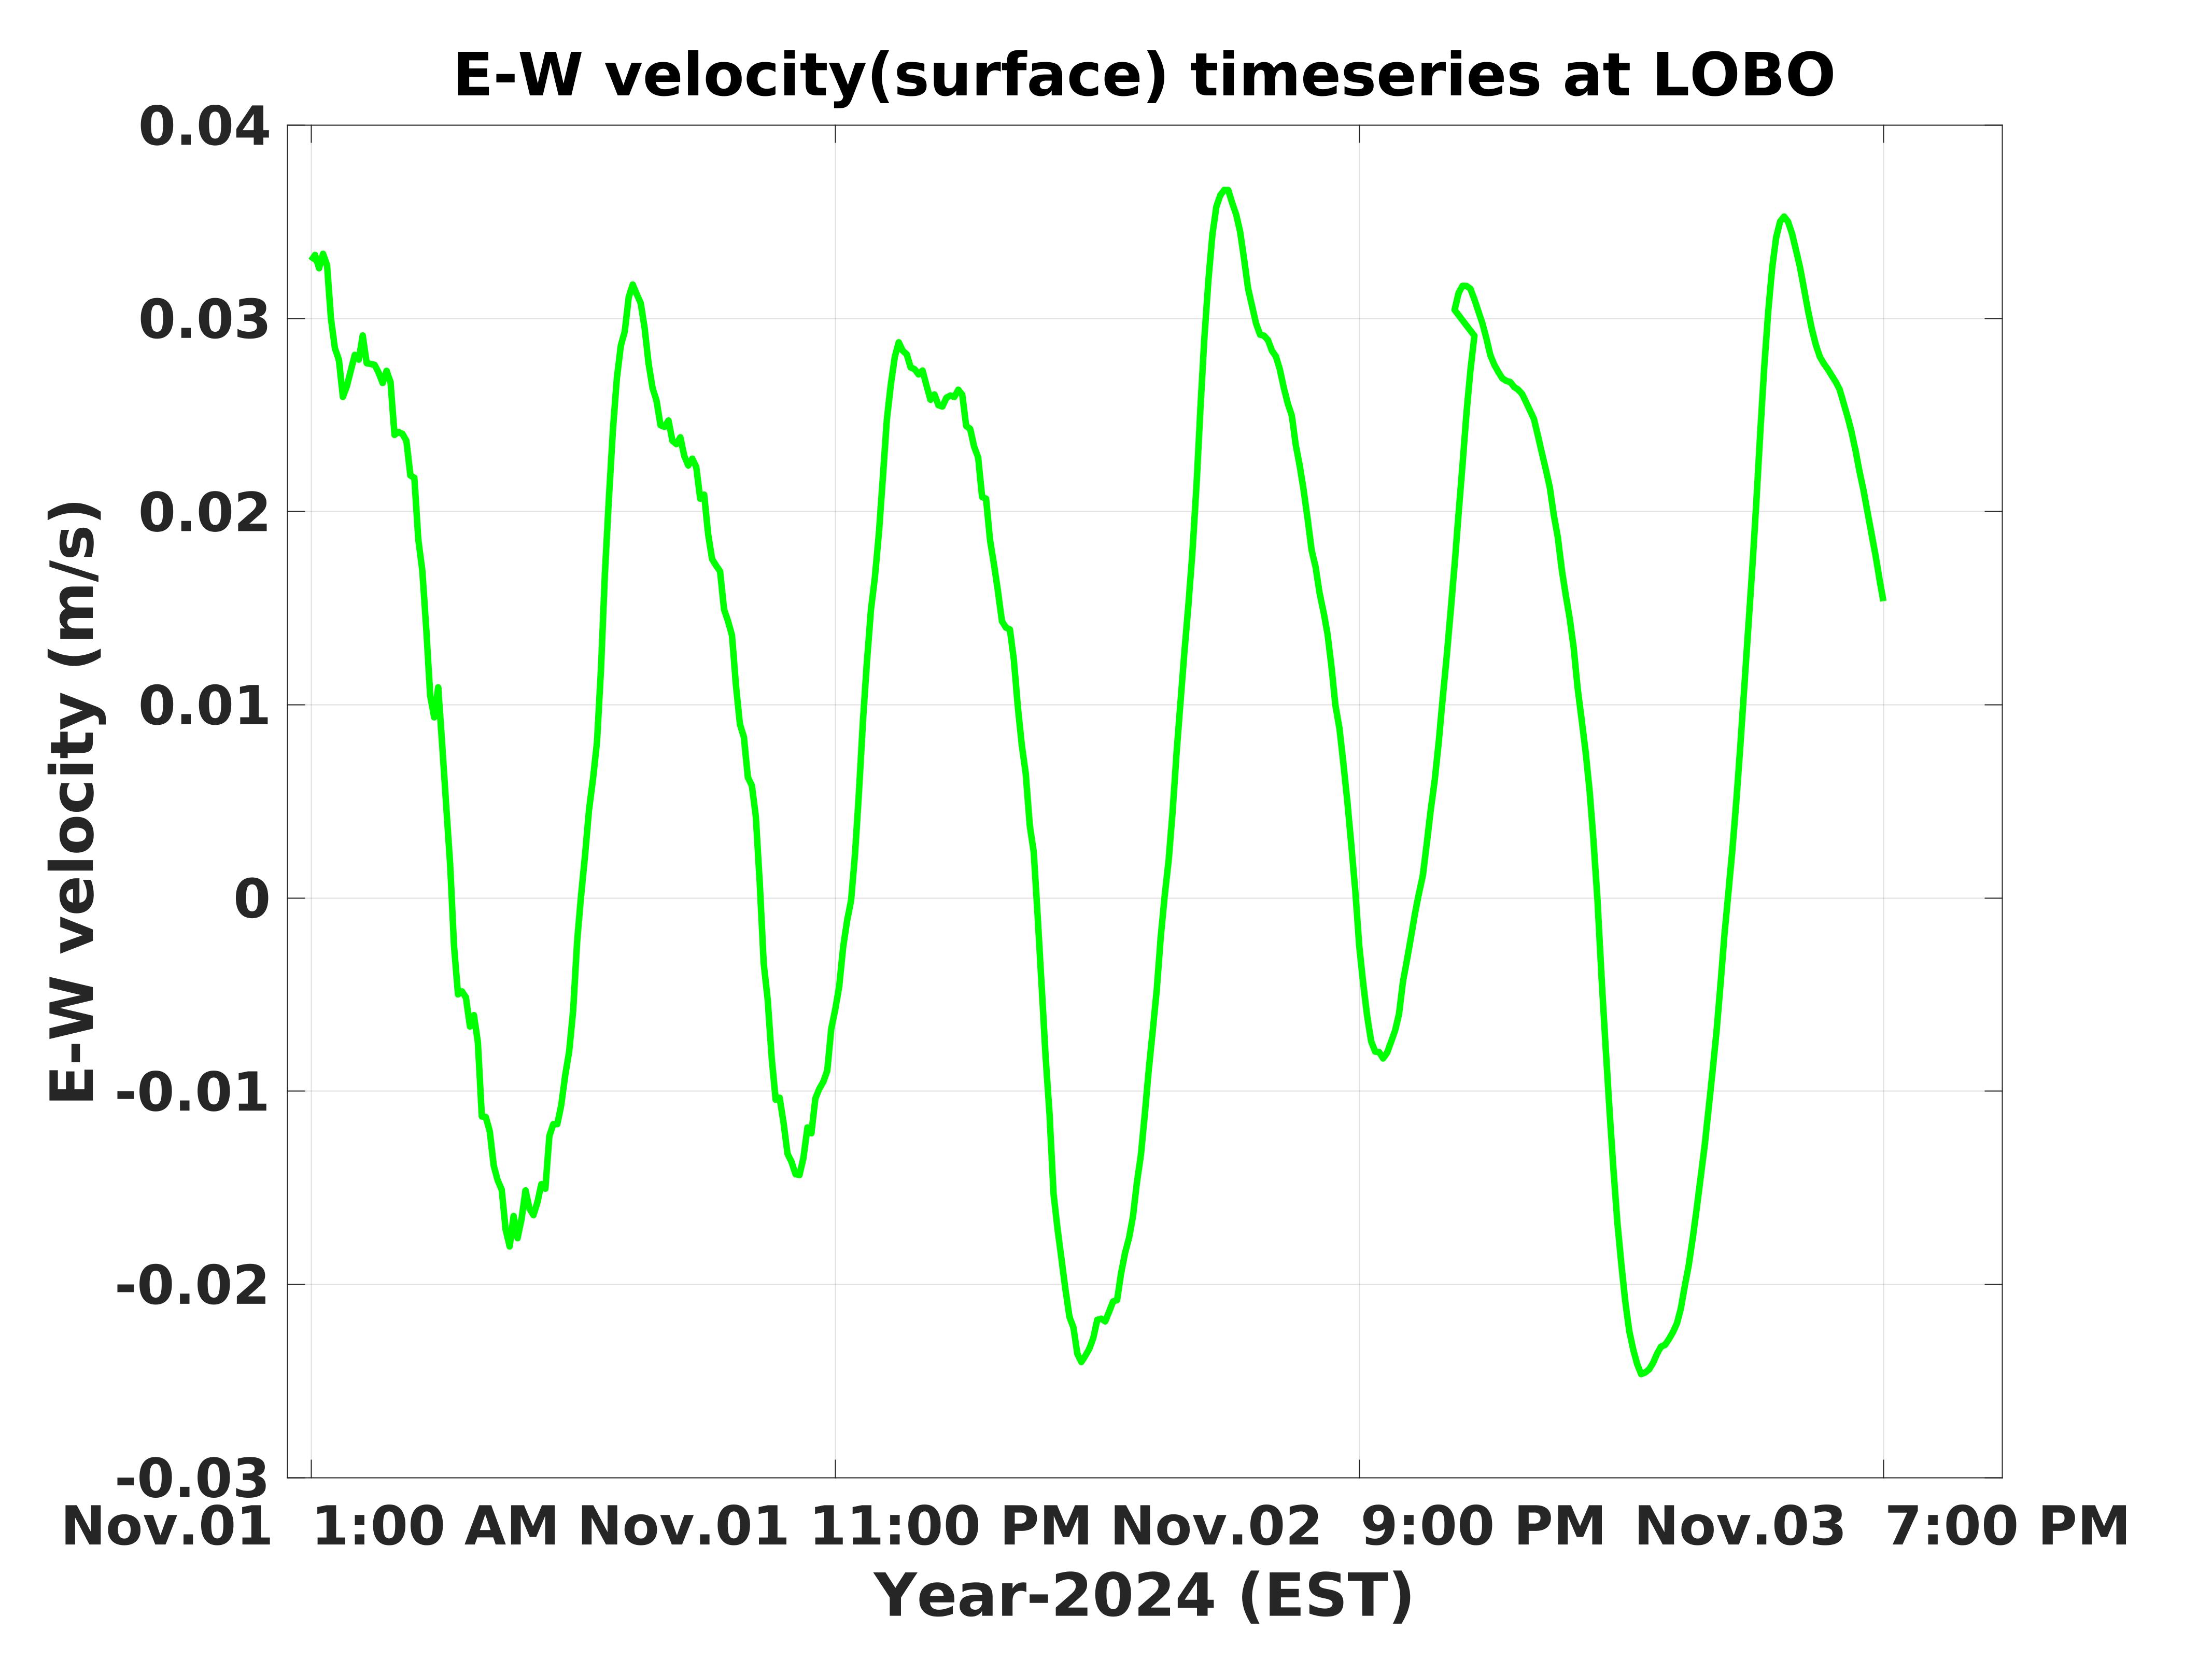 E-W velocity(surface) timeseries at LOBO
0.04
0.03
0.02
0.01
0
-0.01
-0.02
-0.03
E-W velocity (m/s)
Nov.01 1:00 AM Nov.01 11:00 PM Nov.02 9:00 PM Nov.03 7:00 PM
Year-2024 (EST)